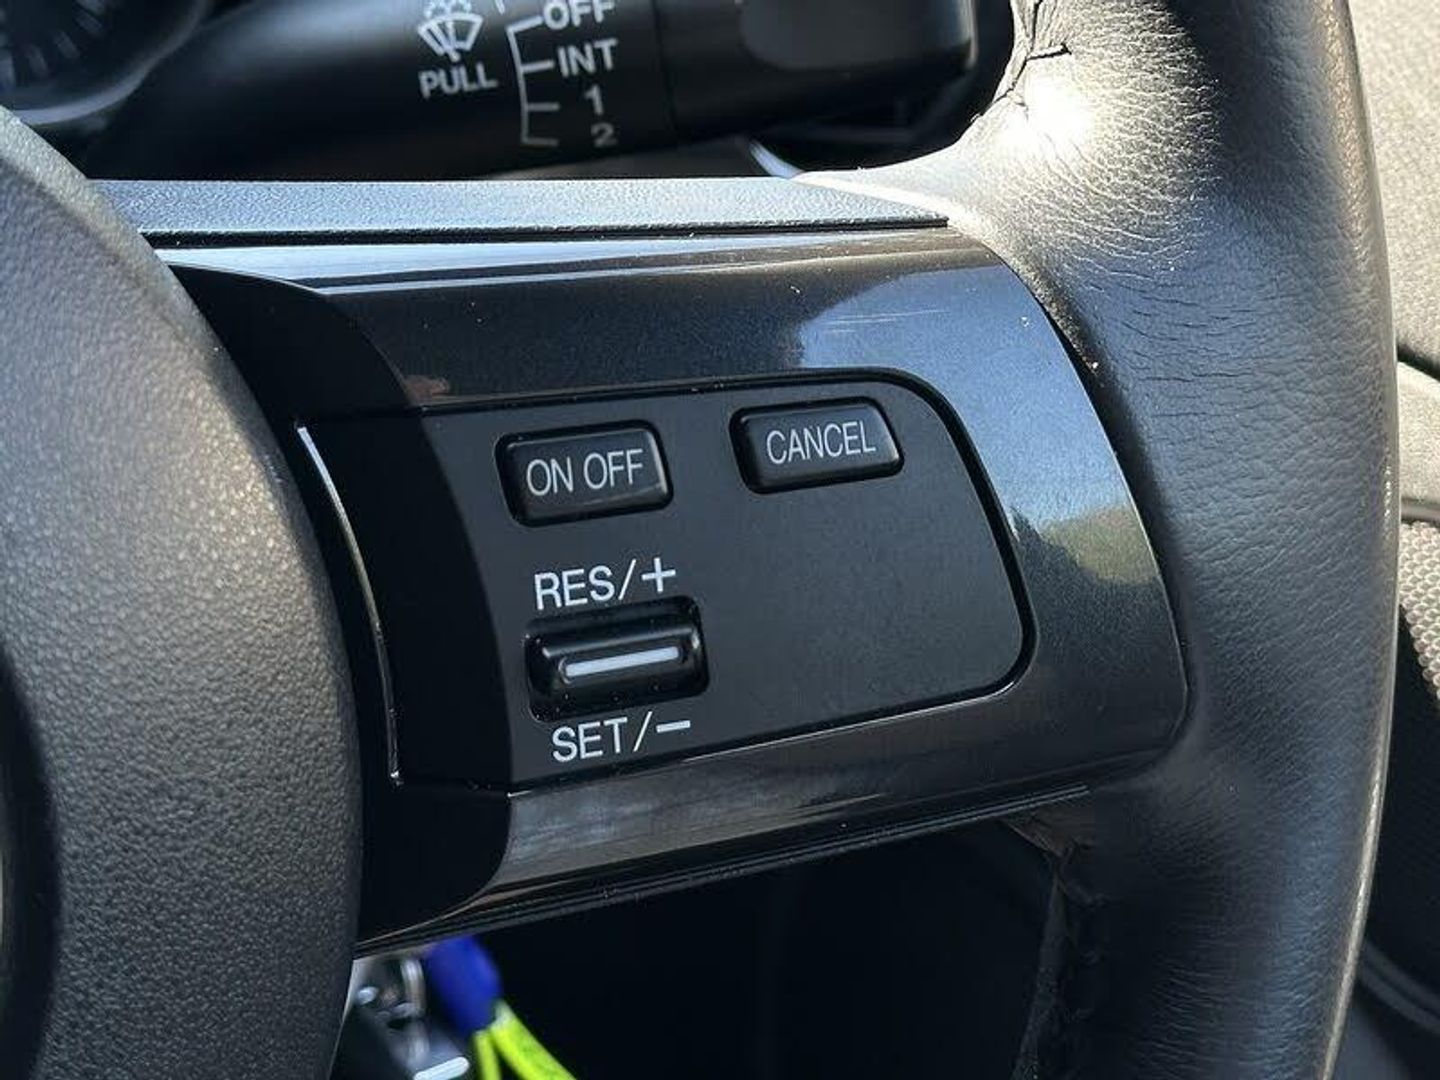 OFF
PULL
INT
1
2
ON OFF
CANCEL
RES/+
SET/−